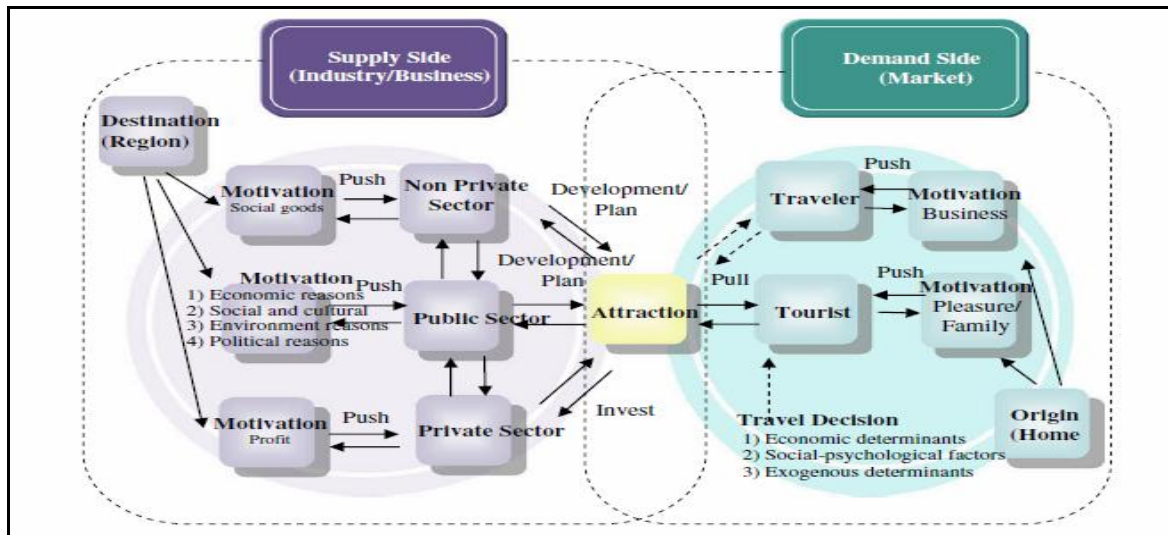 Supply Side
(Industry/Business)
Demand Side
(Market)
Destination
(Region)
Motivation
Social goods
Push
Non Private
Sector
Development/
Plan
Traveler
Push
Motivation
Business
Motivation
1) Economic reasons
2) Social and cultural
3) Environment reasons
4) Political reasons
Push
Public Sector
Development/
Plan
Attraction
Pull
Tourist
Push
Motivation
Pleasure/
Family
Motivation
Profit
Push
Private Sector
Invest
Travel Decision
1) Economic determinants
2) Social-psychological factors
3) Exogenous determinants
Origin
(Home